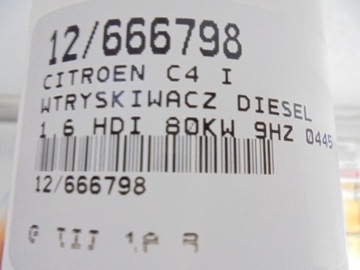 12/666798
CITROEN C4 I
WTRYSKIWACZ DIESEL
1.6 HDI 80KW 9HZ 0445
12/666798